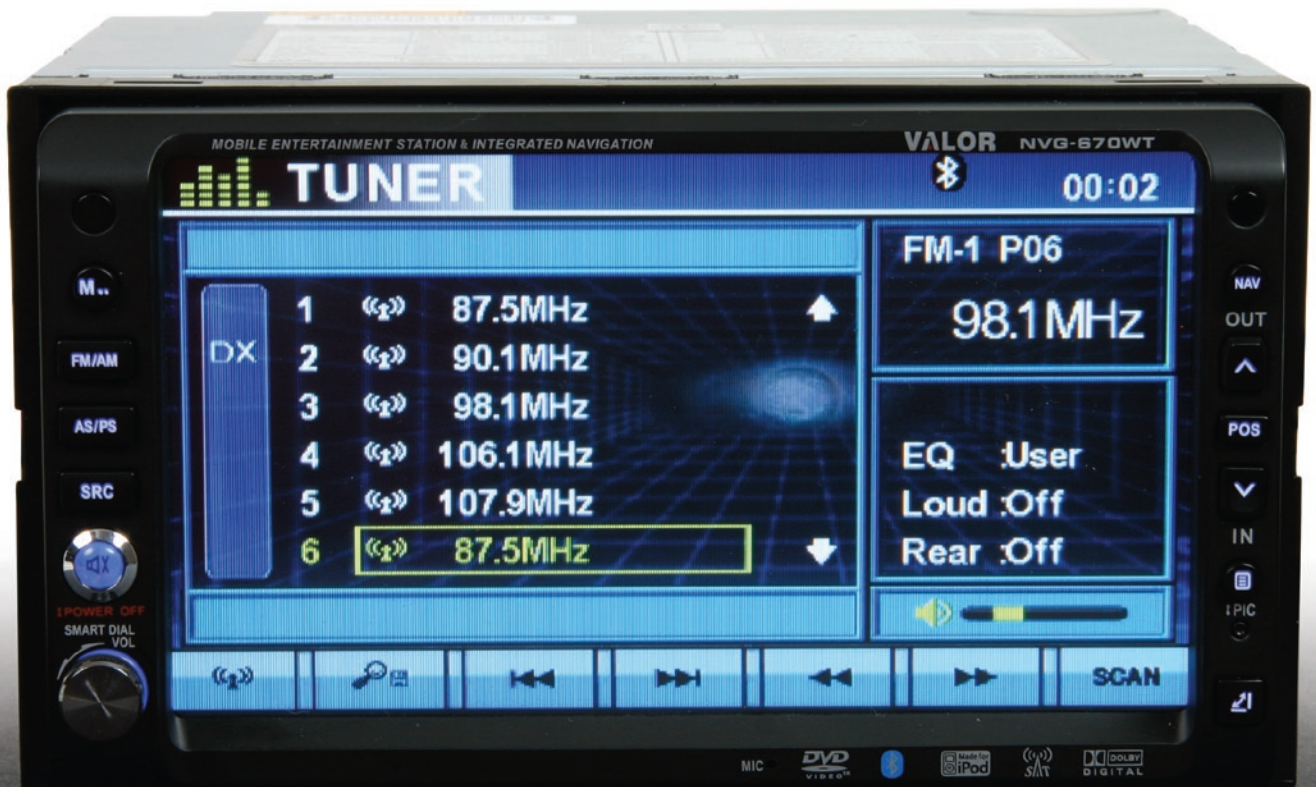 MOBILE ENTERTAINMENT STATION & INTEGRATED NAVIGATION
VALOR NVG-670WT
TUNER
00:02
FM-1 P06
98.1MHz
DX
1 87.5MHz
2 90.1MHz
3 98.1MHz
4 106.1MHz
5 107.9MHz
6 87.5MHz
EQ :User
Loud :Off
Rear :Off
SCAN
M
FM/AM
AS/PS
SRC
POWER OFF
SMART DIAL
VOL
NAV
OUT
POS
IN
PIC
MIC
DVD
VIDEO
Made for
iPod
SAT
DOLBY
DIGITAL